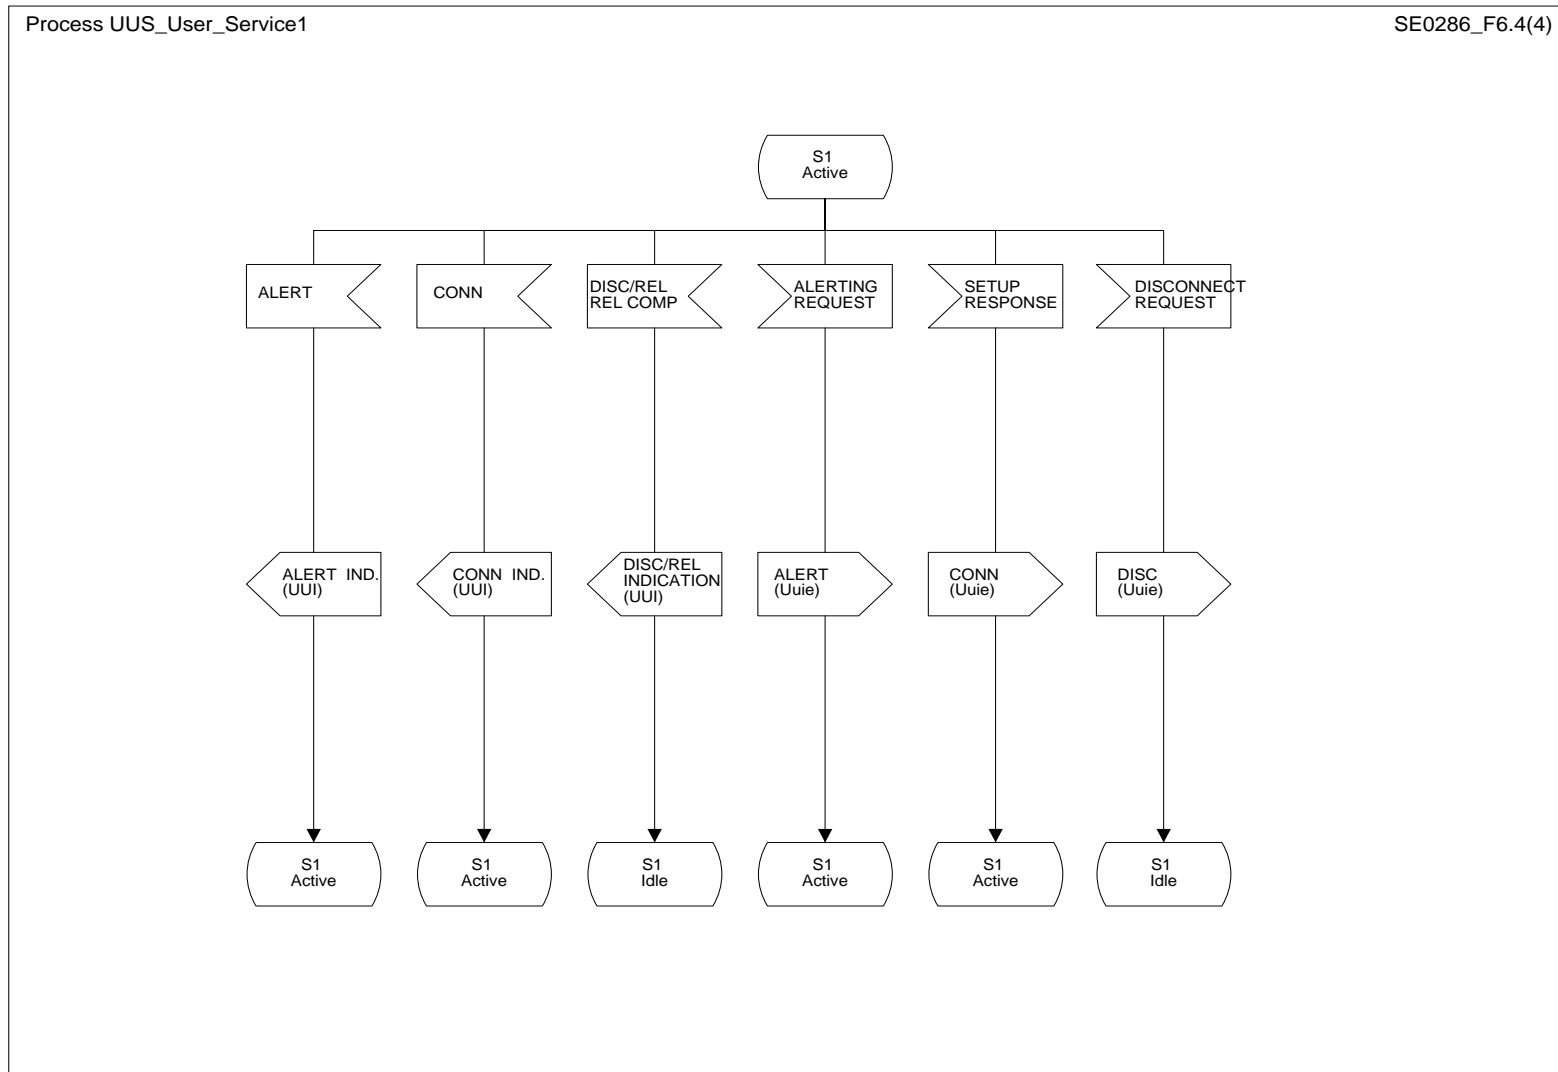 Process UUS_User_Service1
SE0286_F6.4(4)
S1
Active
ALERT
CONN
DISC/REL
REL COMP
ALERTING
REQUEST
SETUP
RESPONSE
DISCONNECT
REQUEST
ALERT IND.
(UUI)
CONN IND.
(UUI)
DISC/REL
INDICATION
(UUI)
ALERT
(Uuie)
CONN
(Uuie)
DISC
(Uuie)
S1
Active
S1
Active
S1
Idle
S1
Active
S1
Active
S1
Idle